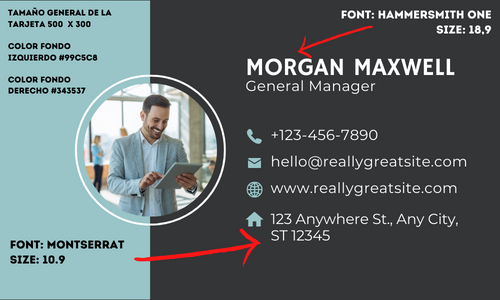 TAMAÑO GENERAL DE LA
TARJETA 500 X 300
COLOR FONDO
IZQUIERDO #99C5C8
COLOR FONDO
DERECHO #343537
FONT: HAMMERSMITH ONE
SIZE: 18,9
MORGAN MAXWELL
General Manager
+123-456-7890
hello@reallygreatsite.com
www.reallygreatsite.com
123 Anywhere St., Any City,
ST 12345
FONT: MONTSERRAT
SIZE: 10.9